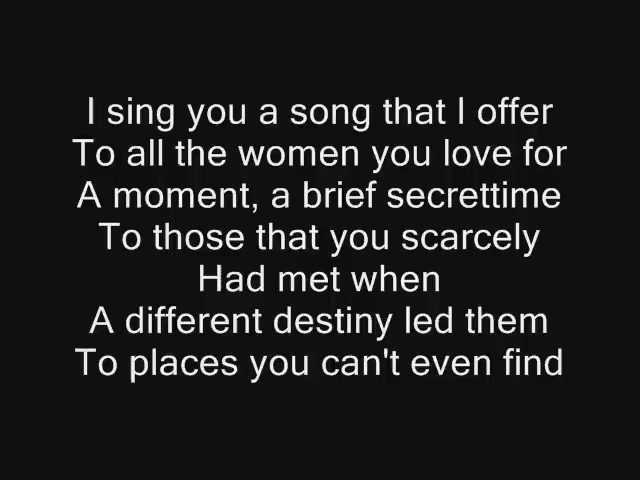 I sing you a song that I offer
To all the women you love for
A moment, a brief secrettime
To those that you scarcely
Had met when
A different destiny led them
To places you can't even find